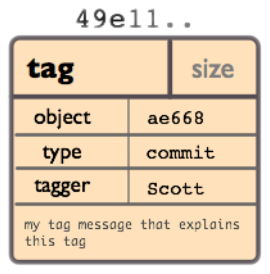 49e11..
tag size
object ae668
type commit
tagger Scott
my tag message that explains
this tag